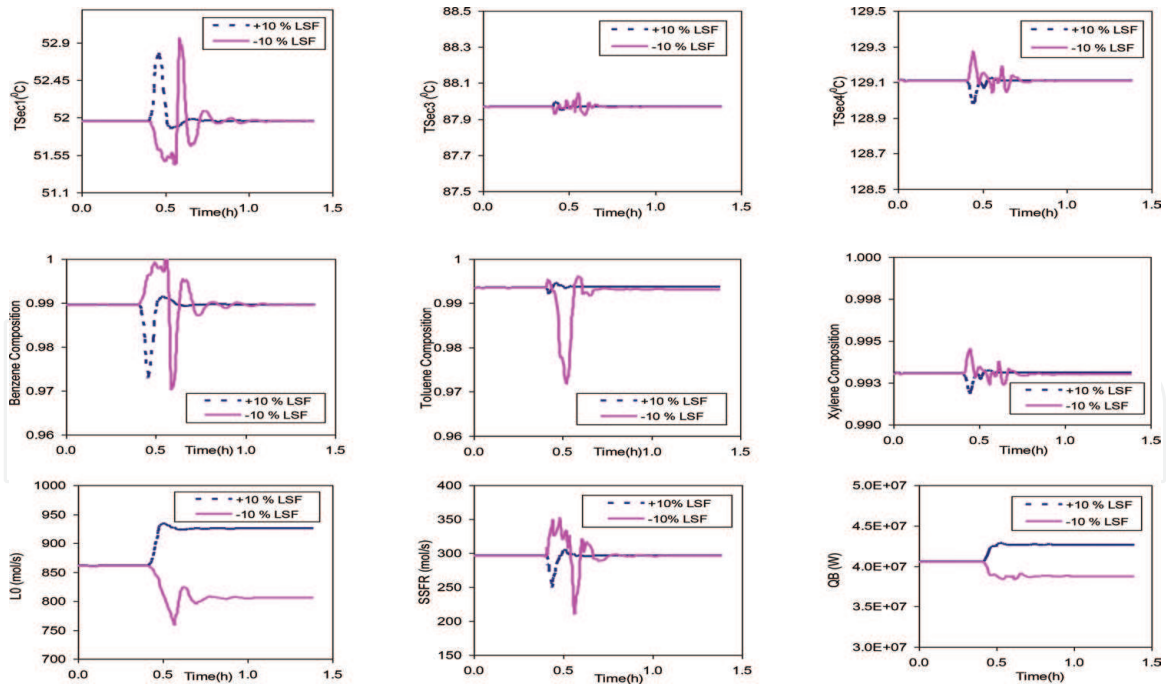 TSec1(⁰C)
52.9
52.45
52
51.55
51.1
+10 % LSF
-10 % LSF
0.0 0.5 1.0 1.5
Time(h)
TSec3 (⁰C)
88.5
88.3
88.1
87.9
87.7
87.5
+10 % LSF
-10 % LSF
0.0 0.5 1.0 1.5
Time(h)
TSec4(⁰C)
129.5
129.3
129.1
128.9
128.7
128.5
+10 % LSF
-10 % LSF
0.0 0.5 1.0 1.5
Time(h)
Benzene Composition
1
0.99
0.98
0.97
0.96
+10 % LSF
-10 % LSF
0.0 0.5 1.0 1.5
Time(h)
Toluene Composition
1
0.99
0.98
0.97
0.96
+10 % LSF
-10 % LSF
0.0 0.5 1.0 1.5
Time(h)
Xylene Composition
1.000
0.998
0.995
0.993
0.990
+10 % LSF
-10 % LSF
0.0 0.5 1.0 1.5
Time(h)
L0 (mol/s)
1000
950
900
850
800
750
700
+10 % LSF
-10 % LSF
0.0 0.5 1.0 1.5
Time(h)
SSFR (mol/s)
400
350
300
250
200
150
+10% LSF
-10% LSF
0.0 0.5 1.0 1.5
Time(h)
QB (W)
5.0E+07
4.5E+07
4.0E+07
3.5E+07
3.0E+07
+10 % LSF
-10 % LSF
0.0 0.5 1.0 1.5
Time(h)